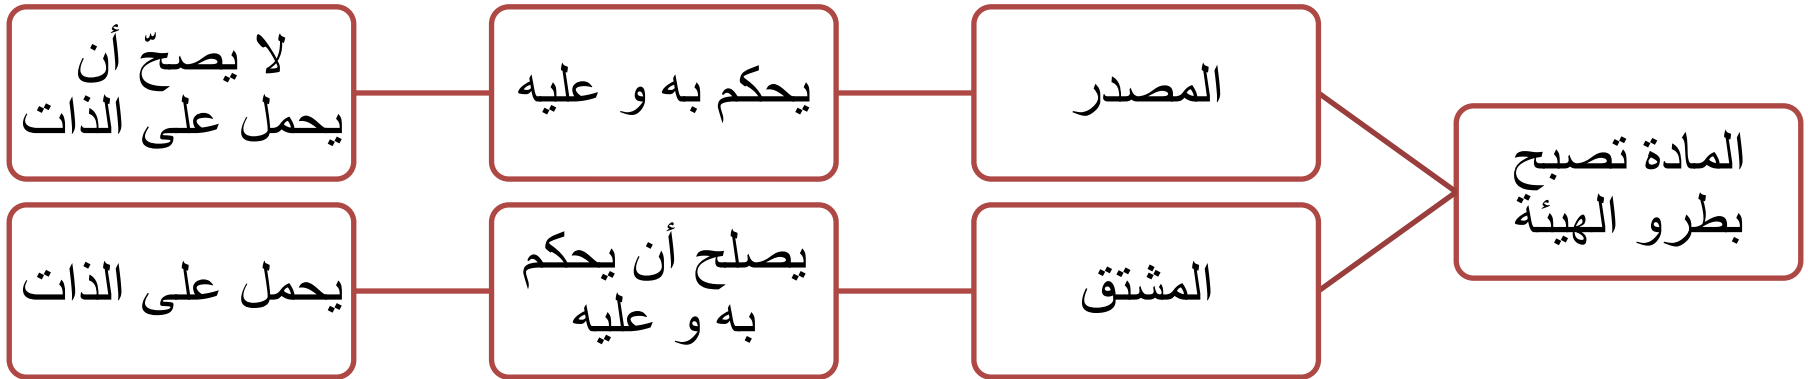 المادة تصبح
بطرو الهيئة
المصدر
يحكم به و عليه
لا يصحّ أن
يحمل على الذات
المشتق
يصلح أن يحكم
به و عليه
يحمل على الذات